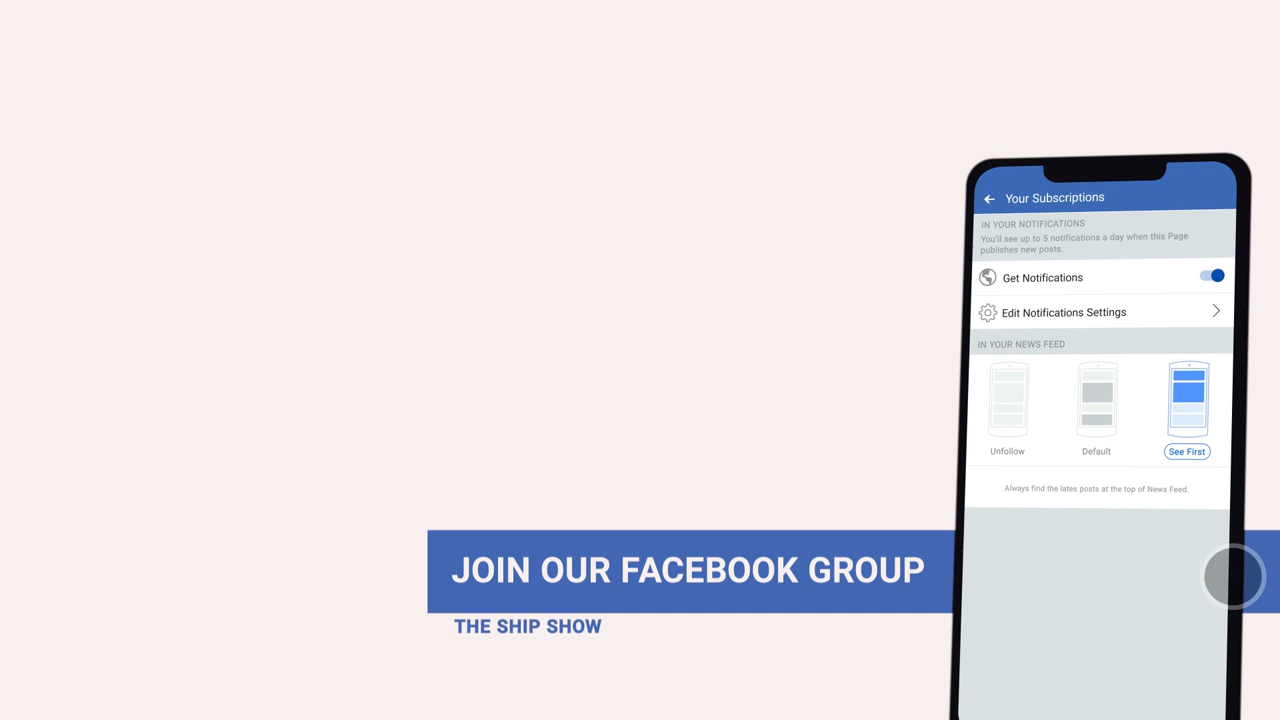 Your Subscriptions
IN YOUR NOTIFICATIONS
You'll see up to 5 notifications a day when this Page
publishes new posts.
Get Notifications
Edit Notifications Settings
IN YOUR NEWS FEED
Unfollow
Default
See First
Always find the lates posts at the top of News Feed.
JOIN OUR FACEBOOK GROUP
THE SHIP SHOW